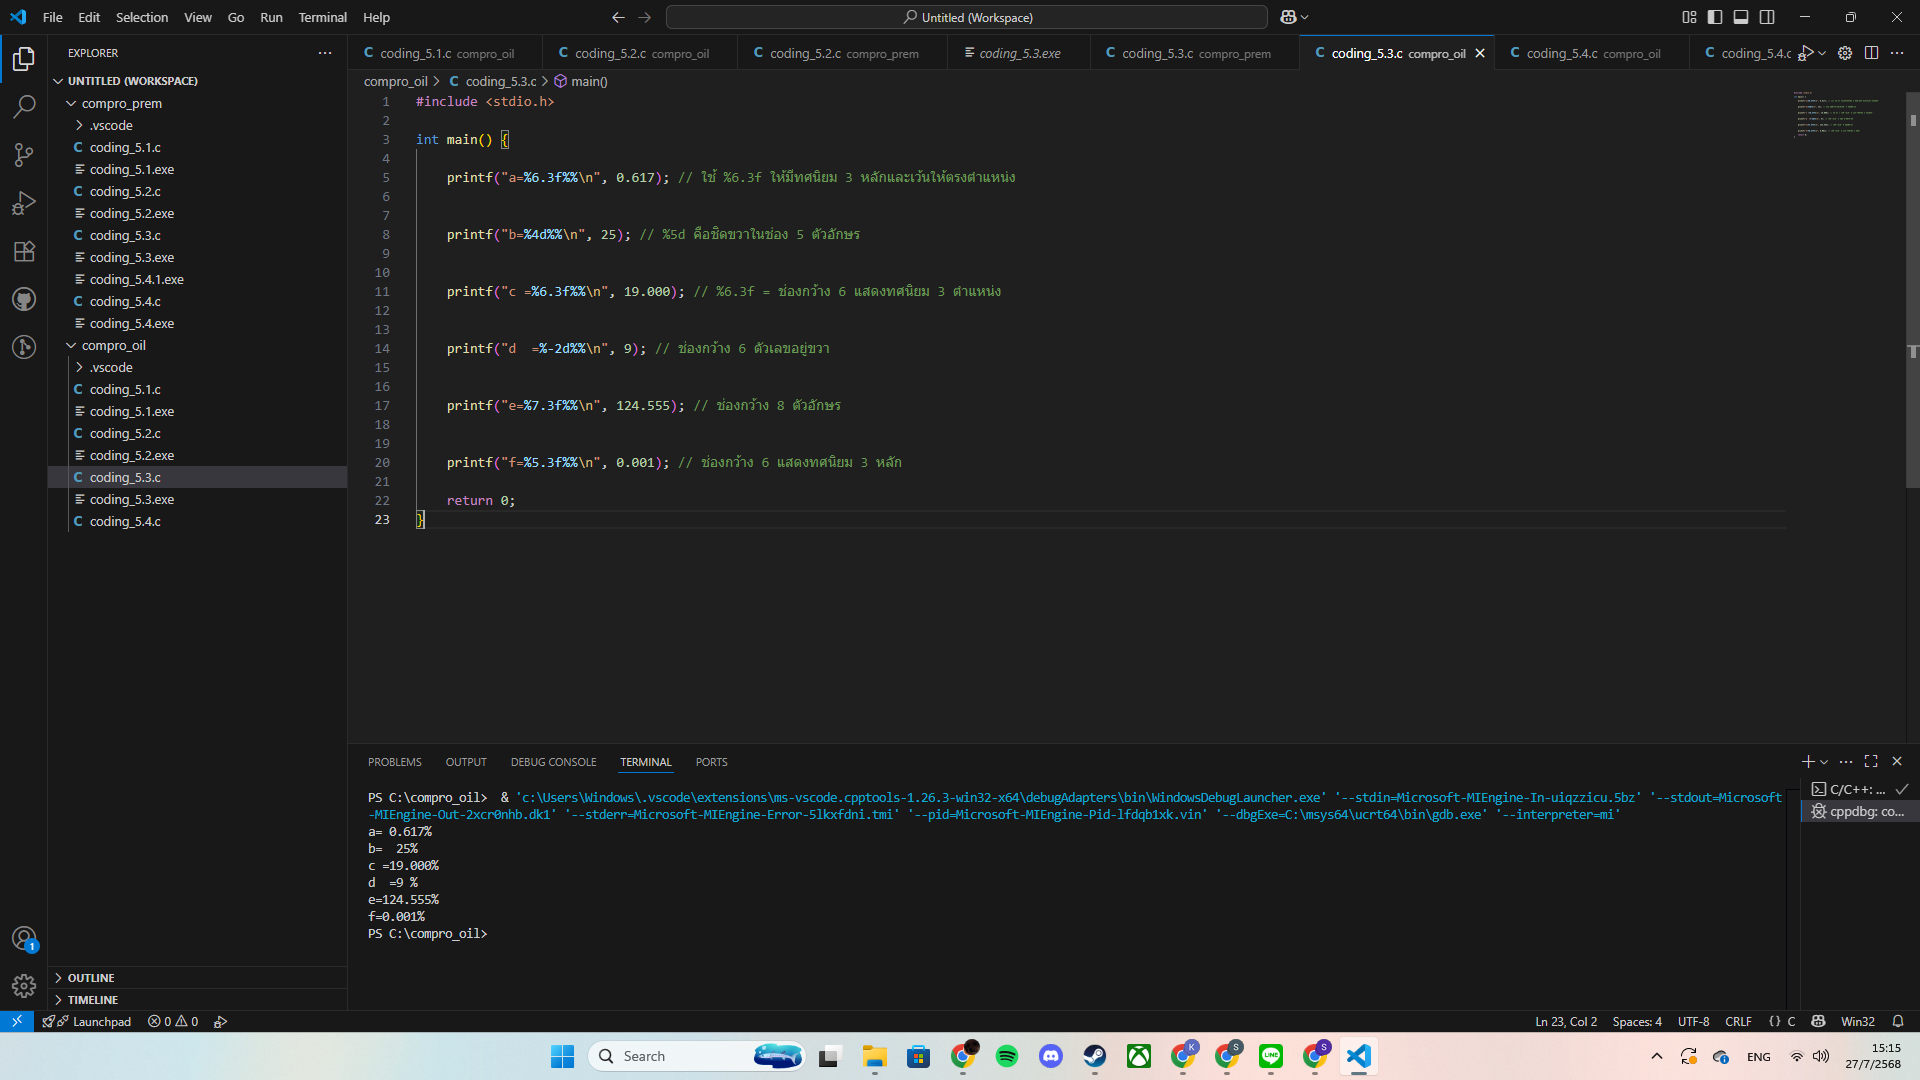 File Edit Selection View Go Run Terminal Help
Untitled (Workspace)
EXPLORER
UNTITLED (WORKSPACE)
compro_prem
.vscode
coding_5.1.c
coding_5.1.exe
coding_5.2.c
coding_5.2.exe
coding_5.3.c
coding_5.3.exe
coding_5.4.1.exe
coding_5.4.c
coding_5.4.exe
compro_oil
.vscode
coding_5.1.c
coding_5.1.exe
coding_5.2.c
coding_5.2.exe
coding_5.3.c
coding_5.3.exe
coding_5.4.c
OUTLINE
TIMELINE
coding_5.1.c compro_oil coding_5.2.c compro_oil coding_5.2.c compro_prem coding_5.3.exe coding_5.3.c compro_prem coding_5.3.c compro_oil coding_5.4.c compro_oil coding_5.4.c
compro_oil > coding_5.3.c > main()
1 #include <stdio.h>
2
3 int main() {
4
5 printf("a=%6.3f%%\n", 0.617); // ใช้ %6.3f ให้มีทศนิยม 3 หลักและเว้นให้ตรงตำแหน่ง
6
7
8 printf("b=%4d%%\n", 25); // %5d คือชิดขวาในช่อง 5 ตัวอักษร
9
10
11 printf("c =%6.3f%%\n", 19.000); // %6.3f = ช่องกว้าง 6 แสดงทศนิยม 3 ตำแหน่ง
12
13
14 printf("d  =%-2d%%\n", 9); // ช่องกว้าง 6 ตัวเลขอยู่ขวา
15
16
17 printf("e=%7.3f%%\n", 124.555); // ช่องกว้าง 8 ตัวอักษร
18
19
20 printf("f=%5.3f%%\n", 0.001); // ช่องกว้าง 6 แสดงทศนิยม 3 หลัก
21
22 return 0;
23 }
PROBLEMS OUTPUT DEBUG CONSOLE TERMINAL PORTS
PS C:\compro_oil>  & 'c:\Users\Windows\.vscode\extensions\ms-vscode.cpptools-1.26.3-win32-x64\debugAdapters\bin\WindowsDebugLauncher.exe' '--stdin=Microsoft-MIEngine-In-uiqzzicu.5bz' '--stdout=Microsoft
-MIEngine-Out-2xcr0nhb.dk1' '--stderr=Microsoft-MIEngine-Error-5lkxfdni.tmi' '--pid=Microsoft-MIEngine-Pid-lfdqb1xk.vin' '--dbgExe=C:\msys64\ucrt64\bin\gdb.exe' '--interpreter=mi'
a= 0.617%
b=  25%
c =19.000%
d  =9 %
e=124.555%
f=0.001%
PS C:\compro_oil>
C/C++: ...
cppdbg: co...
1
Launchpad 0 0
Ln 23, Col 2 Spaces: 4 UTF-8 CRLF {} C Win32
Search
K S LINE S
ENG
15:15
27/7/2568